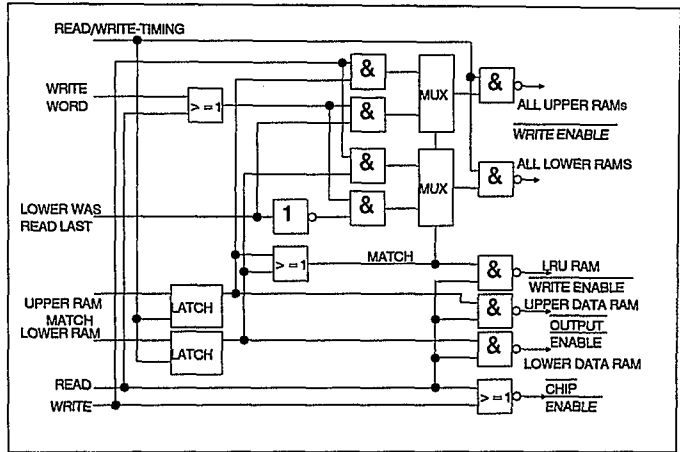 READ/WRITE-TIMING
&
&
MUX
ALL UPPER RAMs
WRITE
WORD
> = 1
&
WRITE ENABLE
&
MUX
&
ALL LOWER RAMS
LOWER WAS
READ LAST
1
&
> = 1
MATCH
&
LRU RAM
WRITE ENABLE
UPPER RAM
MATCH
LATCH
&
UPPER DATA RAM
OUTPUT
LOWER RAM
LATCH
&
ENABLE
LOWER DATA RAM
READ
WRITE
> = 1
CHIP
ENABLE